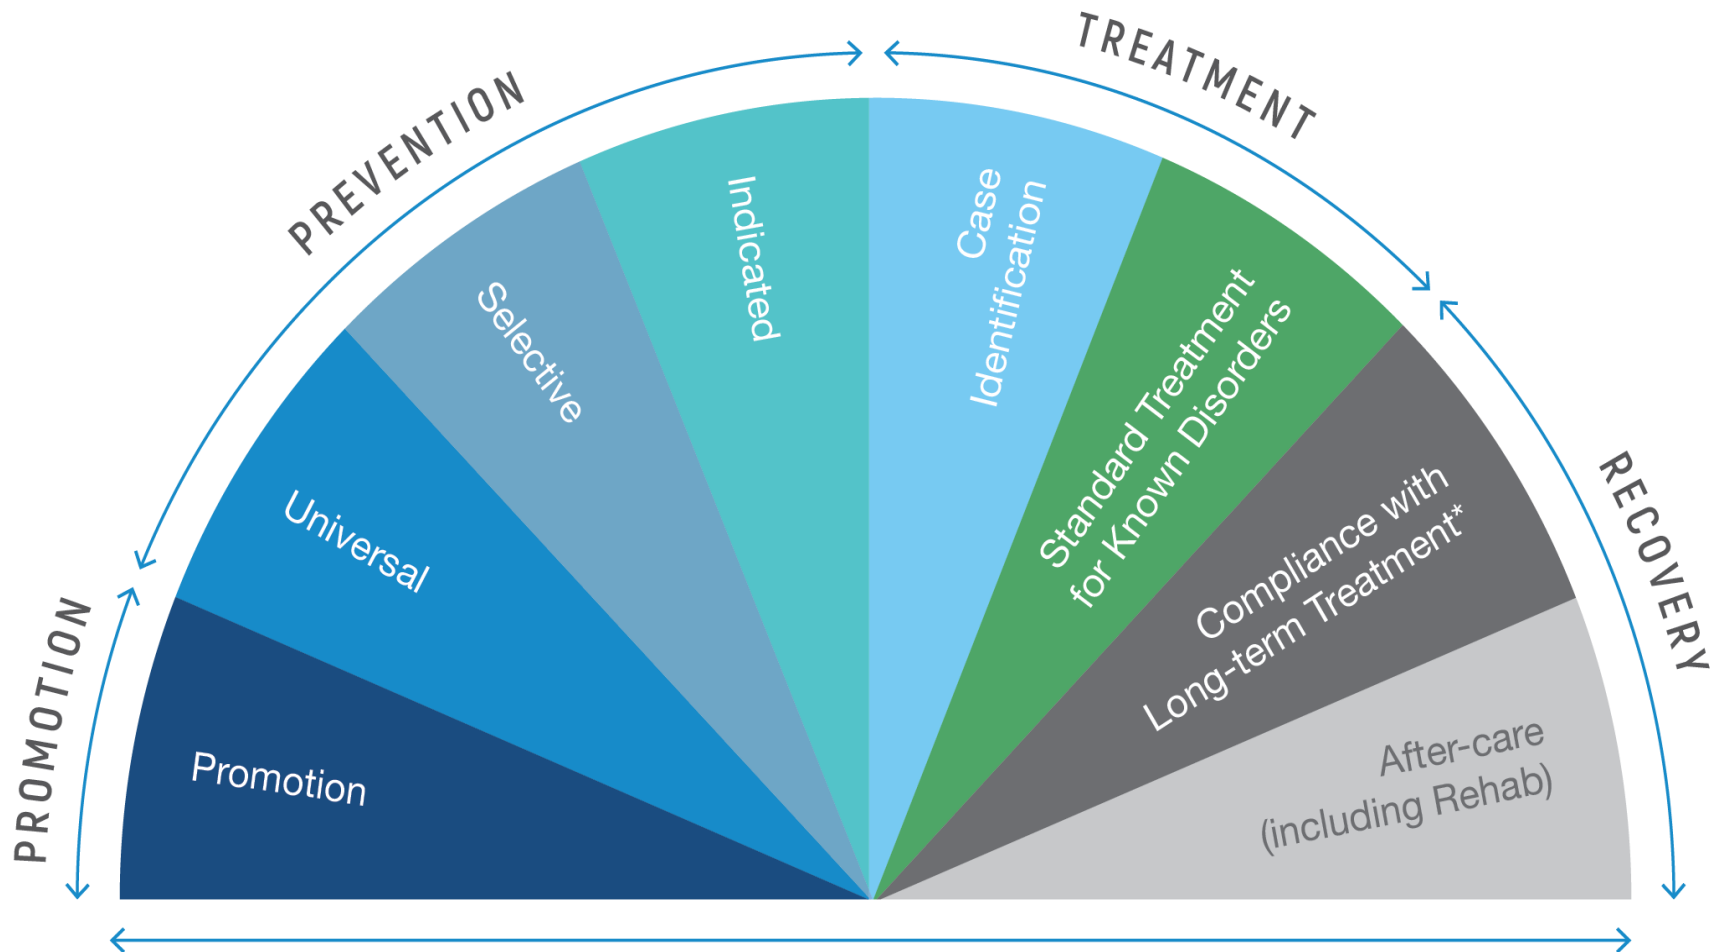 PROMOTION
PREVENTION
TREATMENT
RECOVERY
Promotion
Universal
Selective
Indicated
Case
Identification
Standard Treatment
for Known Disorders
Compliance with
Long-term Treatment*
After-care
(including Rehab)